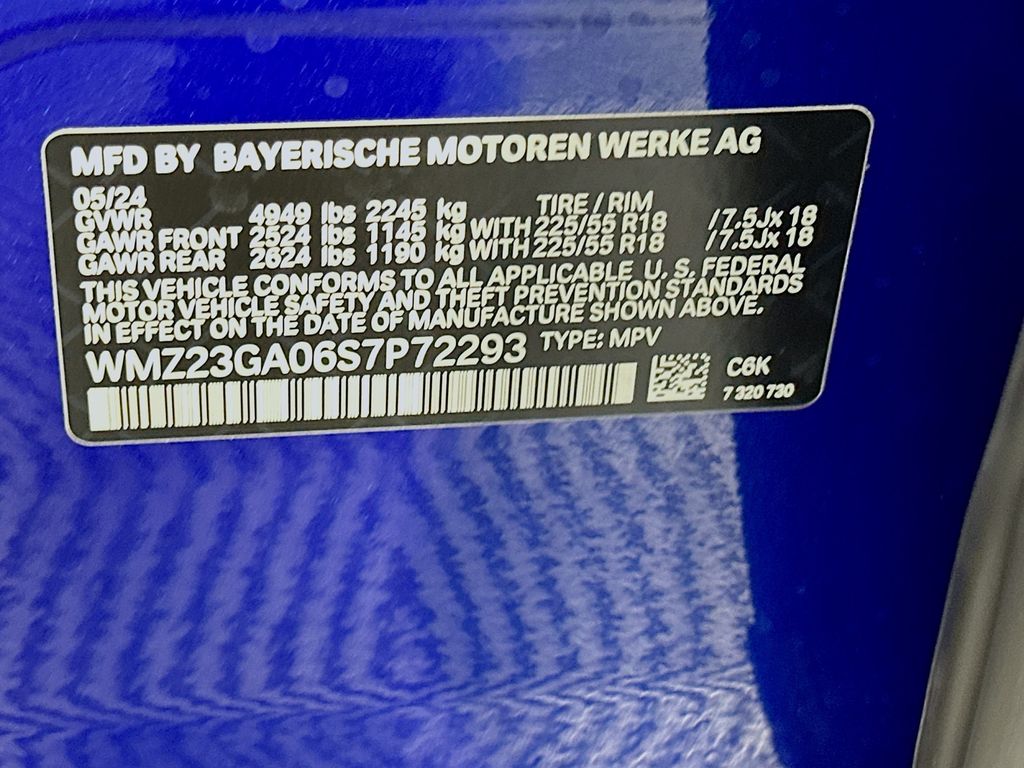 MFD BY BAYERISCHE MOTOREN WERKE AG
05/24
TIRE / RIM
GVWR 4949 lbs 2245 kg
GAWR FRONT 2524 lbs 1145 kg WITH 225/55 R18 /7.5Jx 18
GAWR REAR 2624 lbs 1190 kg WITH 225/55 R18 /7.5Jx 18
THIS VEHICLE CONFORMS TO ALL APPLICABLE U. S. FEDERAL
MOTOR VEHICLE SAFETY AND THEFT PREVENTION STANDARDS
IN EFFECT ON THE DATE OF MANUFACTURE SHOWN ABOVE.
WMZ23GA06S7P72293 TYPE: MPV
C6K
7 320 730